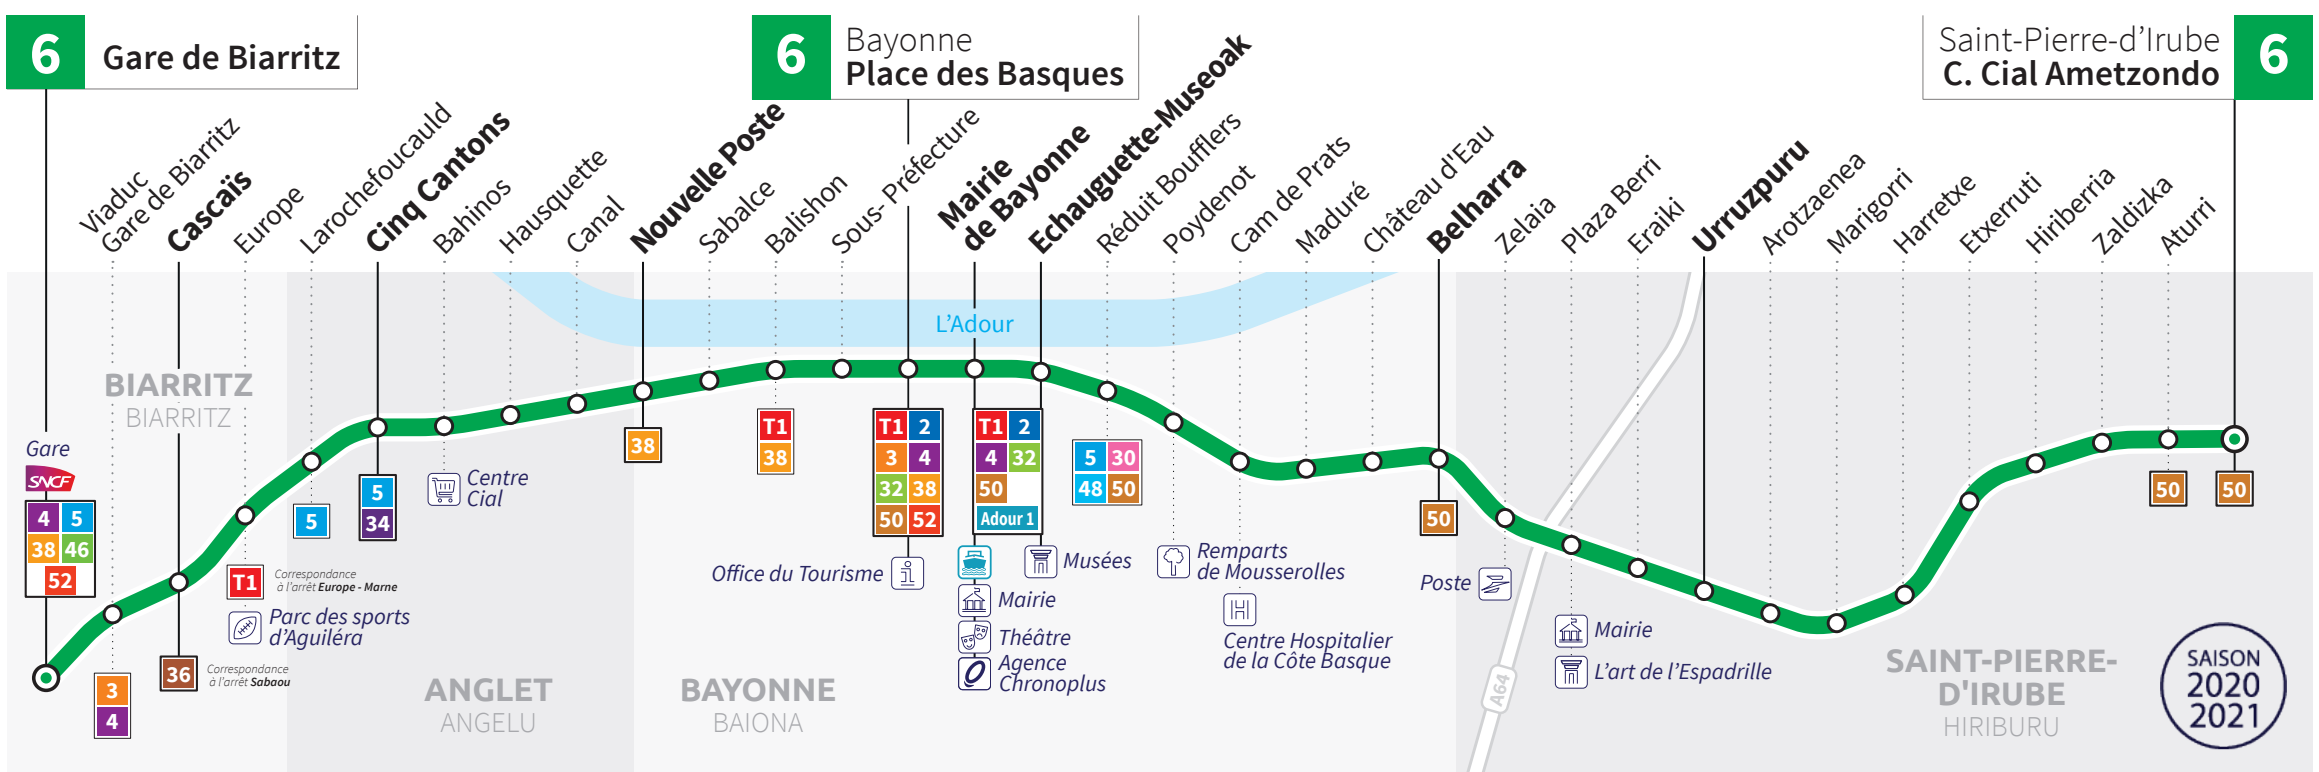 6
Gare de Biarritz
6
Bayonne
Place des Basques
Saint-Pierre-d’Irube
C. Cial Ametzondo
6
Viaduc
Gare de Biarritz
Cascaïs
Europe
Larochefoucauld
Cinq Cantons
Bahinos
Hausquette
Canal
Nouvelle Poste
Sabalce
Balishon
Sous- Préfecture
Mairie
de Bayonne
Echauguette-Museoak
Réduit Boufflers
Poydenot
Cam de Prats
Maduré
Château d'Eau
Belharra
Zelaia
Plaza Berri
Eraiki
Urruzpuru
Arotzaenea
Marigorri
Harretxe
Etxerruti
Hiriberria
Zaldizka
Aturri
L’Adour
BIARRITZ
BIARRITZ
Gare
SNCF
4 5
38 46
52
3
4
36
Correspondance
à l’arrêt Sabaou
T1
Correspondance
à l’arrêt Europe - Marne
Parc des sports
d’Aguiléra
5
5
34
Centre
Cial
ANGLET
ANGELU
38
T1
38
BAYONNE
BAIONA
T1 2
3 4
32 38
50 52
Office du Tourisme
T1 2
4 32
50
Adour 1
Musées
Mairie
Théâtre
Agence
Chronoplus
5 30
48 50
Remparts
de Mousserolles
Centre Hospitalier
de la Côte Basque
50
Poste
A64
Mairie
L’art de l’Espadrille
50
50
SAINT-PIERRE-
D'IRUBE
HIRIBURU
SAISON
2020
2021